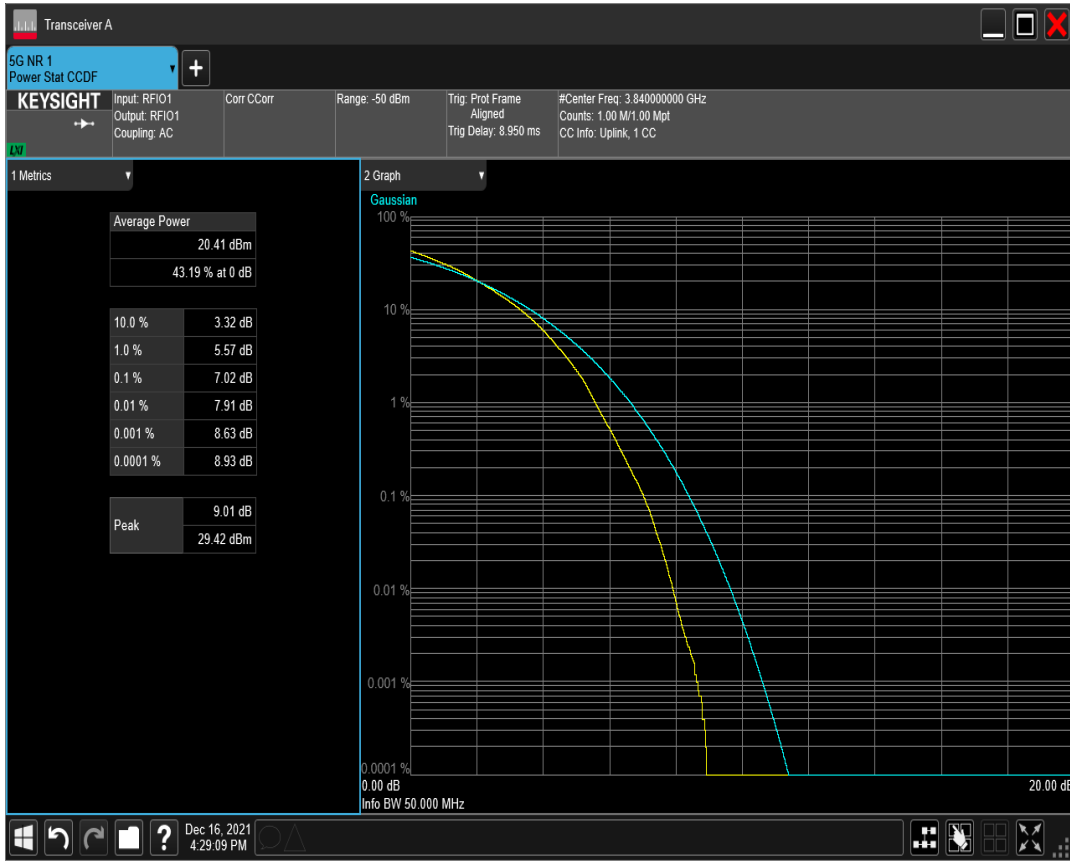 Transceiver A
5G NR 1
Power Stat CCDF
KEYSIGHT
LXI
Input: RFIO1
Output: RFIO1
Coupling: AC
Corr CCorr
Range: -50 dBm
Trig: Prot Frame
Aligned
Trig Delay: 8.950 ms
#Center Freq: 3.840000000 GHz
Counts: 1.00 M/1.00 Mpt
CC Info: Uplink, 1 CC
1 Metrics
Average Power
20.41 dBm
43.19 % at 0 dB
10.0 % 3.32 dB
1.0 % 5.57 dB
0.1 % 7.02 dB
0.01 % 7.91 dB
0.001 % 8.63 dB
0.0001 % 8.93 dB
Peak
9.01 dB
29.42 dBm
2 Graph
Gaussian
100 %
10 %
1 %
0.1 %
0.01 %
0.001 %
0.0001 %
0.00 dB 20.00 dB
Info BW 50.000 MHz
? Dec 16, 2021
4:29:09 PM